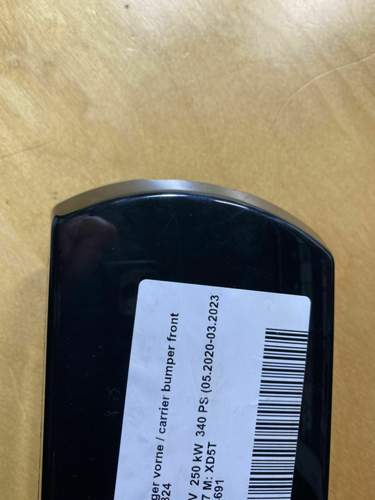 ger vorne / carrier bumper front
324
V 250 kW 340 PS (05.2020-03.2023
7 M: XD5T
691